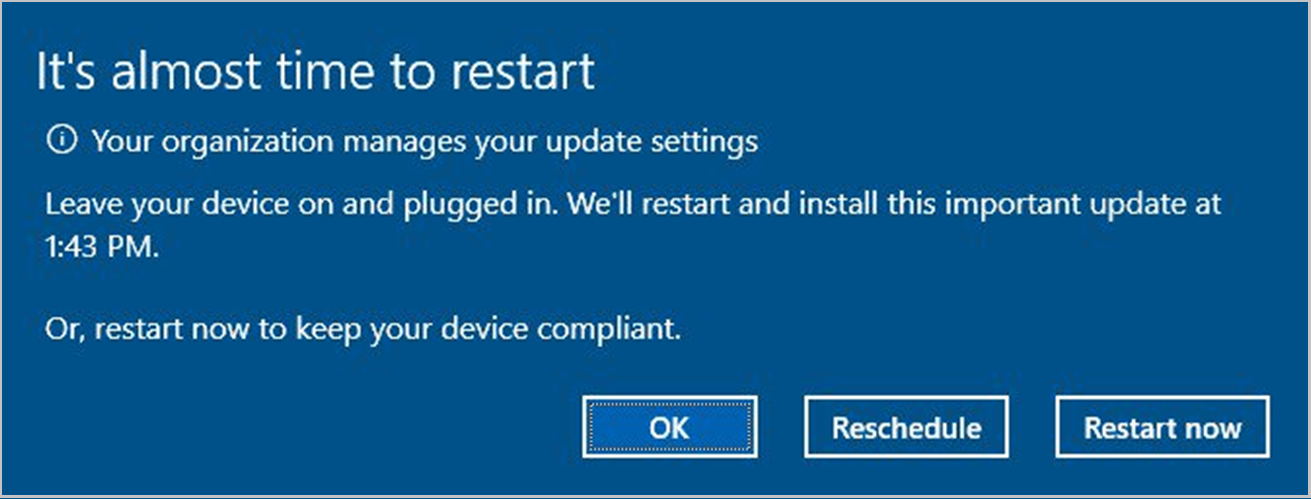 It's almost time to restart
Your organization manages your update settings
Leave your device on and plugged in. We'll restart and install this important update at
1:43 PM.
Or, restart now to keep your device compliant.
OK Reschedule Restart now